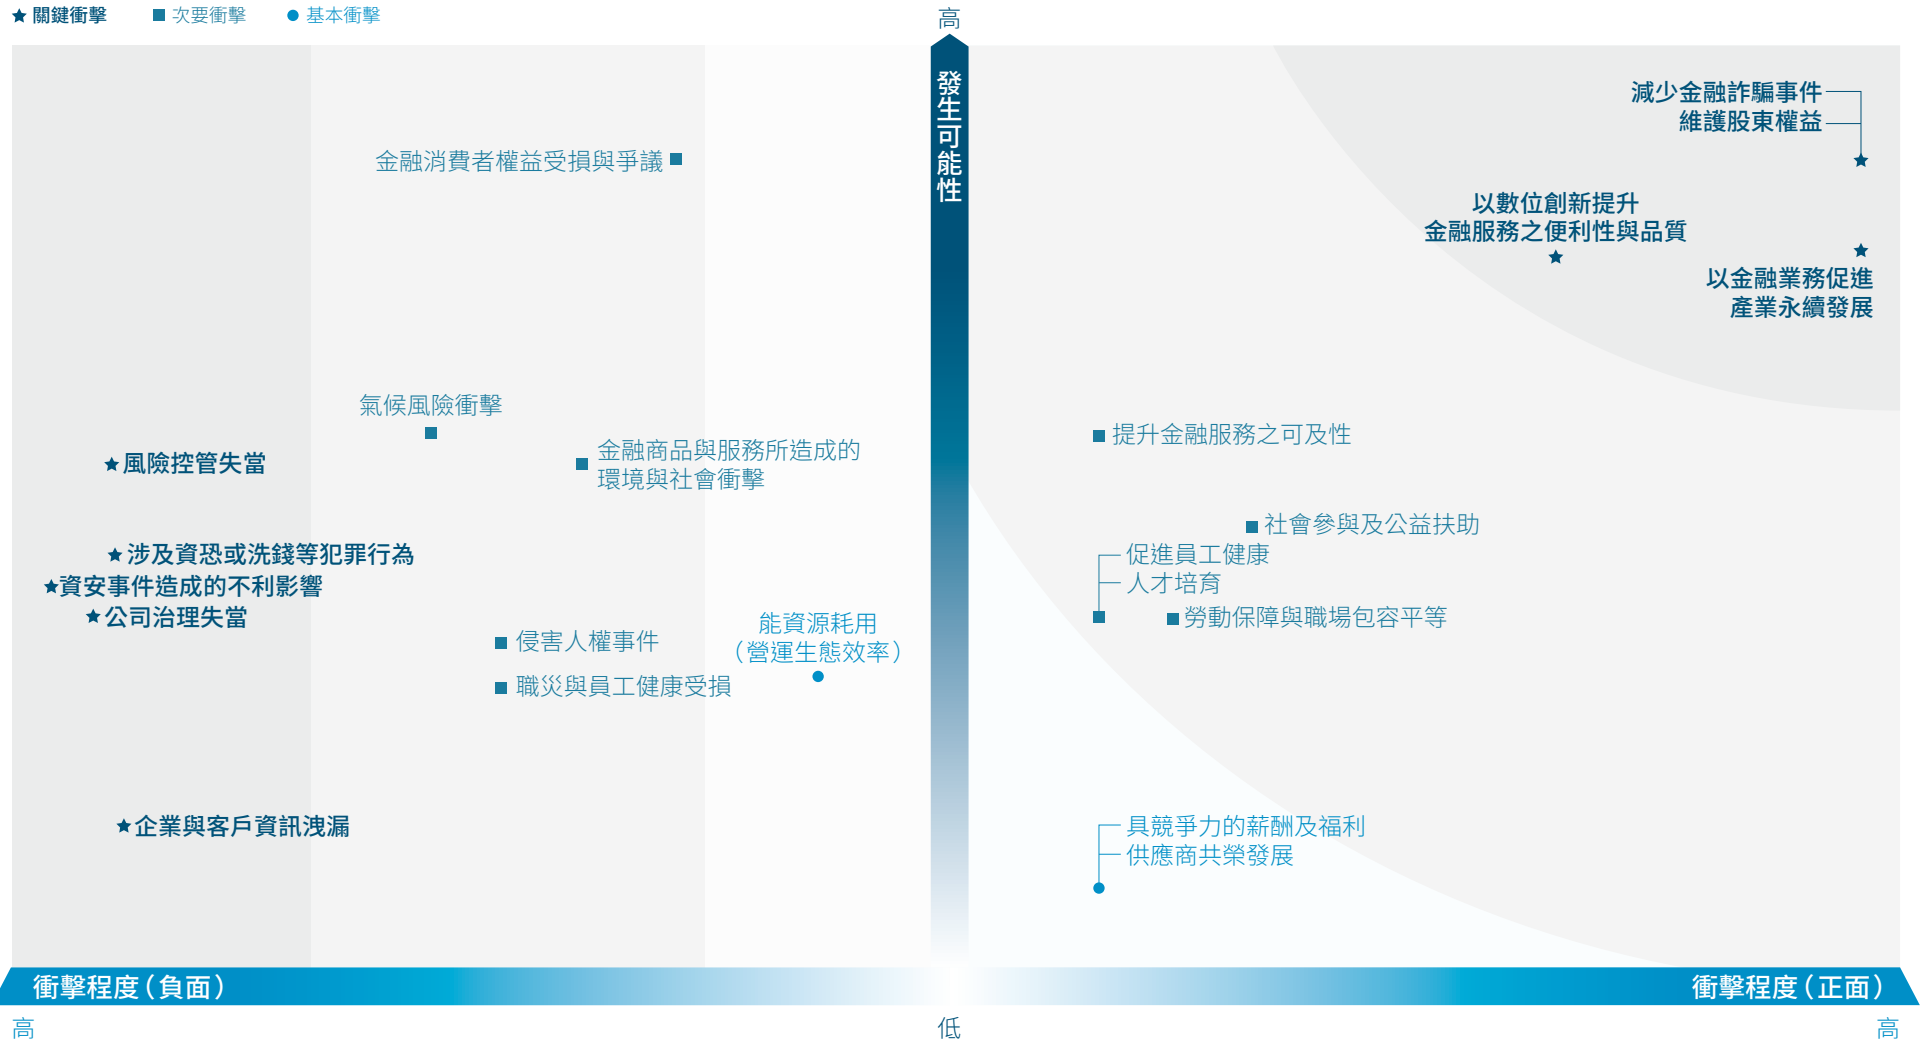 關鍵衝擊
次要衝擊
基本衝擊
高
發生可能性
減少金融詐騙事件
維護股東權益
金融消費者權益受損與爭議
以數位創新提升
金融服務之便利性與品質
以金融業務促進
產業永續發展
氣候風險衝擊
提升金融服務之可及性
金融商品與服務所造成的
環境與社會衝擊
風險控管失當
社會參與及公益扶助
涉及資恐或洗錢等犯罪行為
促進員工健康
人才培育
資安事件造成的不利影響
公司治理失當
勞動保障與職場包容平等
能資源耗用
（營運生態效率）
侵害人權事件
職災與員工健康受損
企業與客戶資訊洩漏
具競爭力的薪酬及福利
供應商共榮發展
衝擊程度（負面）
衝擊程度（正面）
高
低
高